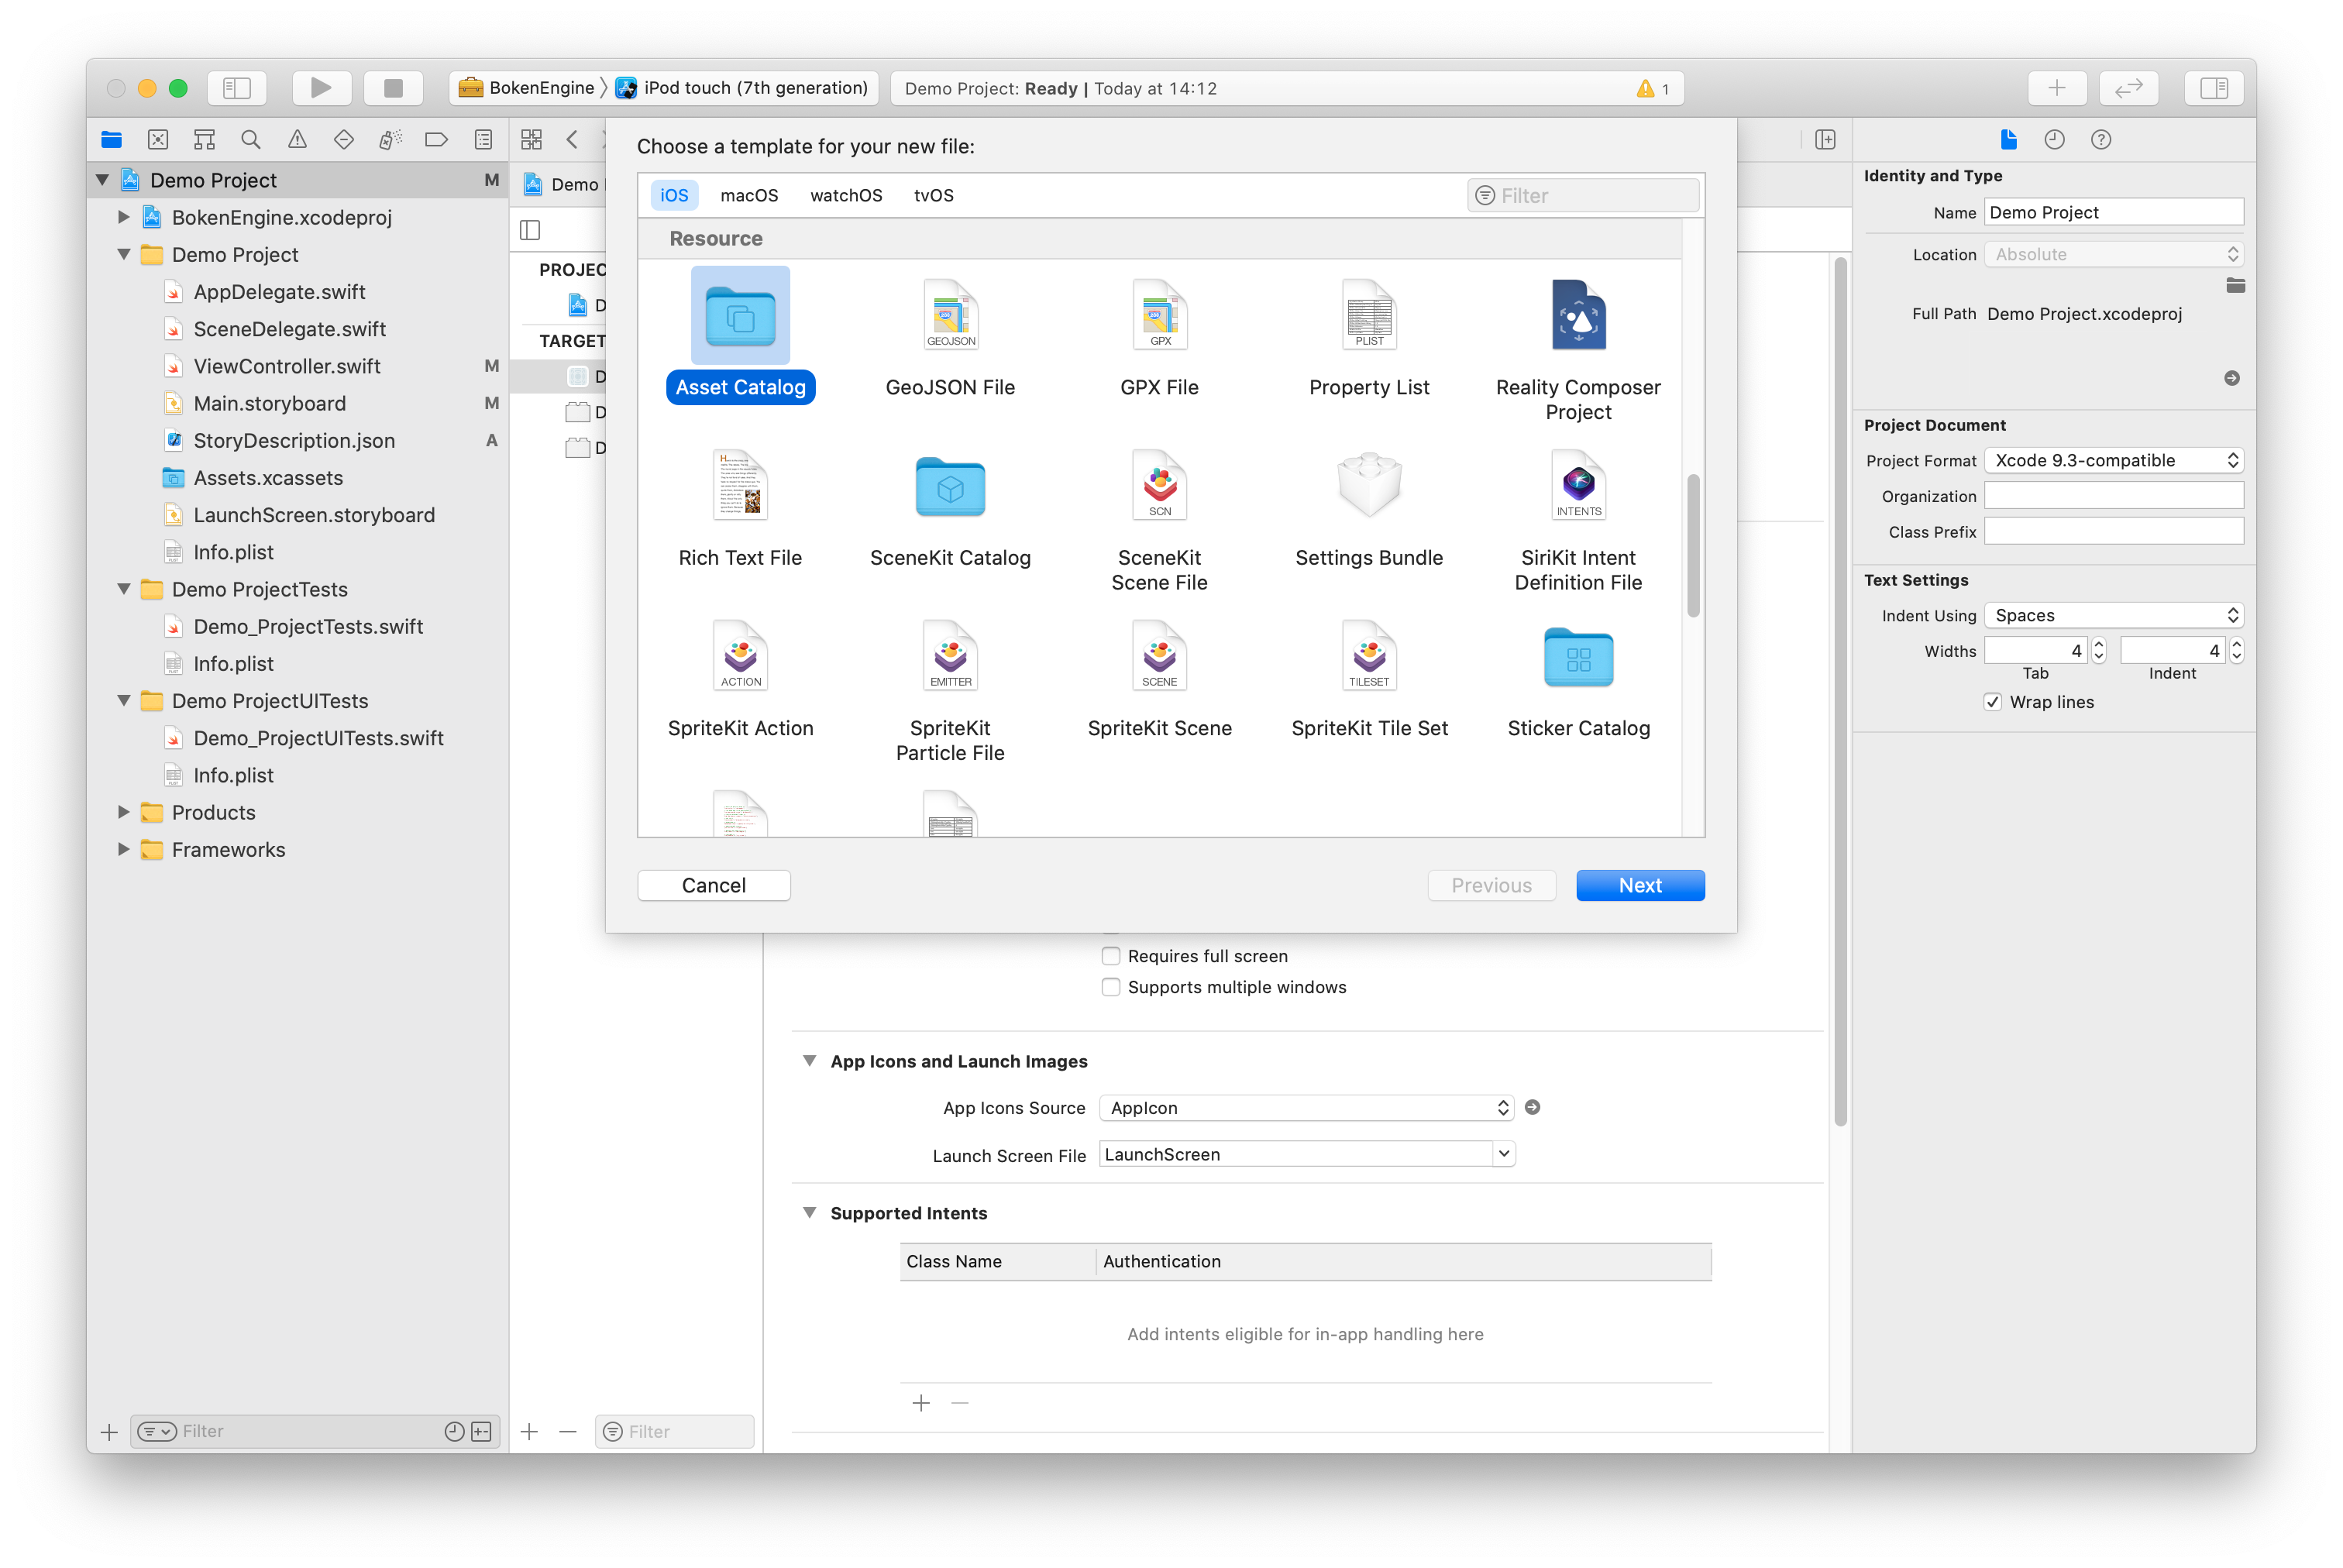 BokenEngine
iPod touch (7th generation)
Demo Project: Ready | Today at 14:12
1
Demo Project M
BokenEngine.xcodeproj
Demo Project
AppDelegate.swift
SceneDelegate.swift
ViewController.swift M
Main.storyboard M
StoryDescription.json A
Assets.xcassets
LaunchScreen.storyboard
Info.plist
Demo ProjectTests
Demo_ProjectTests.swift
Info.plist
Demo ProjectUITests
Demo_ProjectUITests.swift
Info.plist
Products
Frameworks
Filter
Demo
PROJEC
D
TARGET
D
D
D
Filter
Choose a template for your new file:
iOS macOS watchOS tvOS
Filter
Resource
GEOJSON
GPX
PLIST
Asset Catalog
GeoJSON File
GPX File
Property List
Reality Composer
Project
SCN
INTENTS
Rich Text File
SceneKit Catalog
SceneKit
Scene File
Settings Bundle
SiriKit Intent
Definition File
ACTION
EMITTER
SCENE
TILESET
SpriteKit Action
SpriteKit
Particle File
SpriteKit Scene
SpriteKit Tile Set
Sticker Catalog
Cancel
Previous
Next
Requires full screen
Supports multiple windows
App Icons and Launch Images
App Icons Source AppIcon
Launch Screen File LaunchScreen
Supported Intents
Class Name Authentication
Add intents eligible for in-app handling here
Identity and Type
Name Demo Project
Location Absolute
Full Path Demo Project.xcodeproj
Project Document
Project Format Xcode 9.3-compatible
Organization
Class Prefix
Text Settings
Indent Using Spaces
Widths 4 4
Tab Indent
Wrap lines